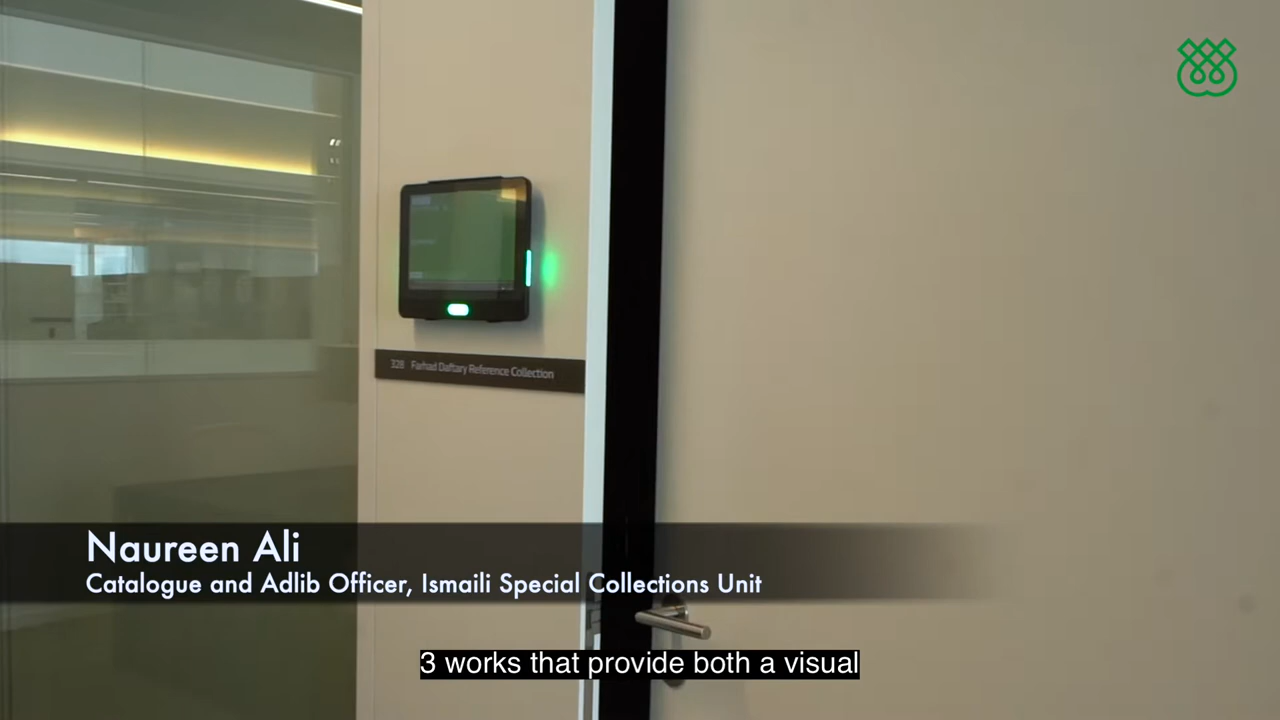 328 Farhad Daftary Reference Collection
Naureen Ali
Catalogue and Adlib Officer, Ismaili Special Collections Unit
3 works that provide both a visual